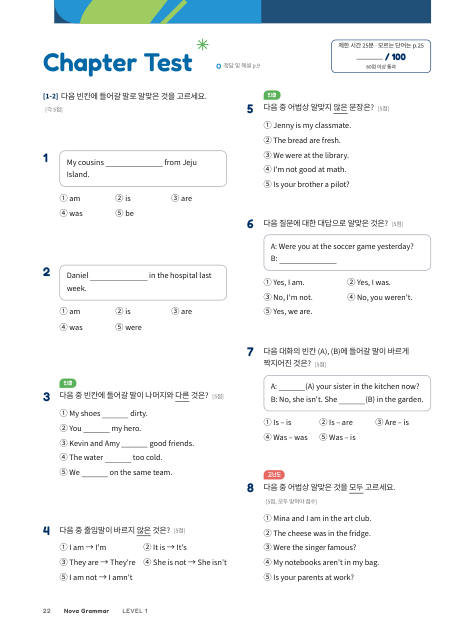 Chapter Test
정답 및 해설 p.9
제한 시간 25분 · 모르는 단어는 p.25
______ / 100
80점 이상 통과
[1-2] 다음 빈칸에 들어갈 말로 알맞은 것을 고르세요.
[각 5점]
1
My cousins ____________ from Jeju
Island.
① am ② is ③ are
④ was ⑤ be
2
Daniel ____________ in the hospital last
week.
① am ② is ③ are
④ was ⑤ were
빈출
3 다음 중 빈칸에 들어갈 말이 나머지와 다른 것은? [5점]
① My shoes ______ dirty.
② You ______ my hero.
③ Kevin and Amy ______ good friends.
④ The water ______ too cold.
⑤ We ______ on the same team.
4 다음 중 줄임말이 바르지 않은 것은? [5점]
① I am → I'm ② It is → It's
③ They are → They're ④ She is not → She isn't
⑤ I am not → I amn't
빈출
5 다음 중 어법상 알맞지 않은 문장은? [5점]
① Jenny is my classmate.
② The bread are fresh.
③ We were at the library.
④ I'm not good at math.
⑤ Is your brother a pilot?
6 다음 질문에 대한 대답으로 알맞은 것은? [5점]
A: Were you at the soccer game yesterday?
B: ____________
① Yes, I am. ② Yes, I was.
③ No, I'm not. ④ No, you weren't.
⑤ Yes, we are.
7 다음 대화의 빈칸 (A), (B)에 들어갈 말이 바르게
짝지어진 것은? [5점]
A: ______(A) your sister in the kitchen now?
B: No, she isn't. She ______(B) in the garden.
① Is – is ② Is – are ③ Are – is
④ Was – was ⑤ Was – is
고난도
8 다음 중 어법상 알맞은 것을 모두 고르세요.
[5점, 모두 맞혀야 점수]
① Mina and I am in the art club.
② The cheese was in the fridge.
③ Were the singer famous?
④ My notebooks aren't in my bag.
⑤ Is your parents at work?
22 Nova Grammar LEVEL 1